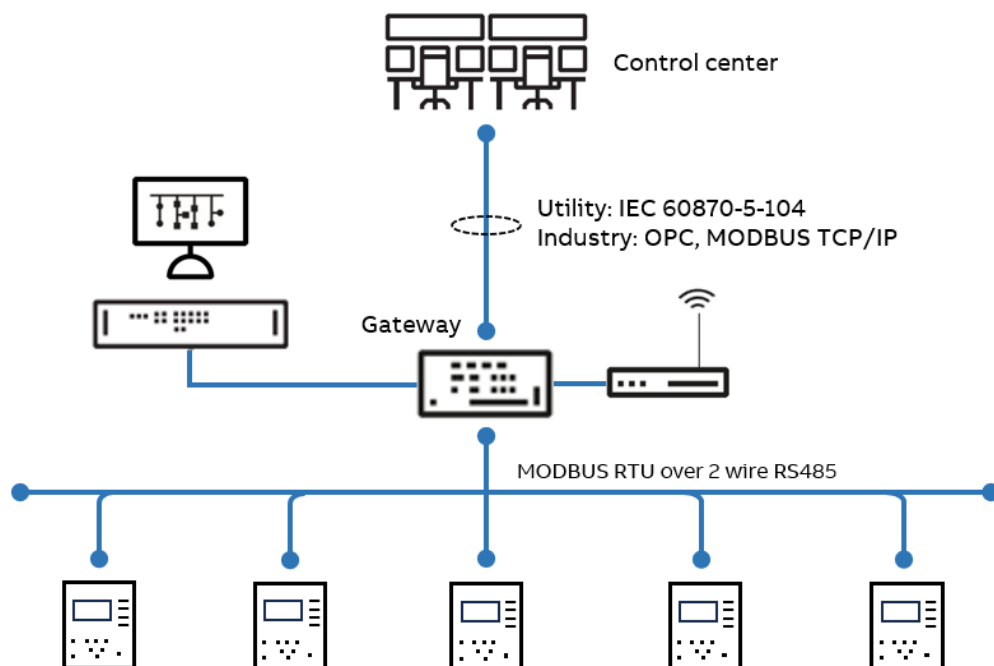 Control center
Utility: IEC 60870-5-104
Industry: OPC, MODBUS TCP/IP
Gateway
MODBUS RTU over 2 wire RS485